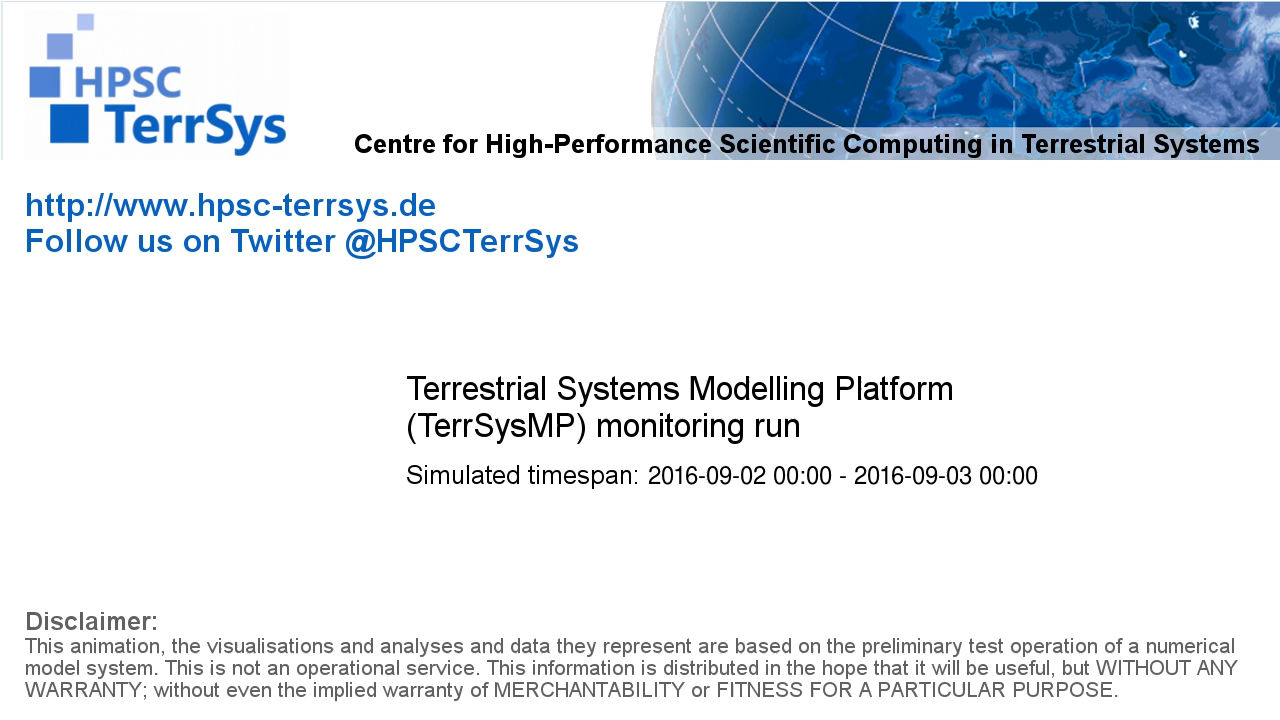 HPSC
TerrSys
Centre for High-Performance Scientific Computing in Terrestrial Systems
http://www.hpsc-terrsys.de
Follow us on Twitter @HPSCTerrSys
Terrestrial Systems Modelling Platform
(TerrSysMP) monitoring run
Simulated timespan: 2016-09-02 00:00 - 2016-09-03 00:00
Disclaimer:
This animation, the visualisations and analyses and data they represent are based on the preliminary test operation of a numerical
model system. This is not an operational service. This information is distributed in the hope that it will be useful, but WITHOUT ANY
WARRANTY; without even the implied warranty of MERCHANTABILITY or FITNESS FOR A PARTICULAR PURPOSE.